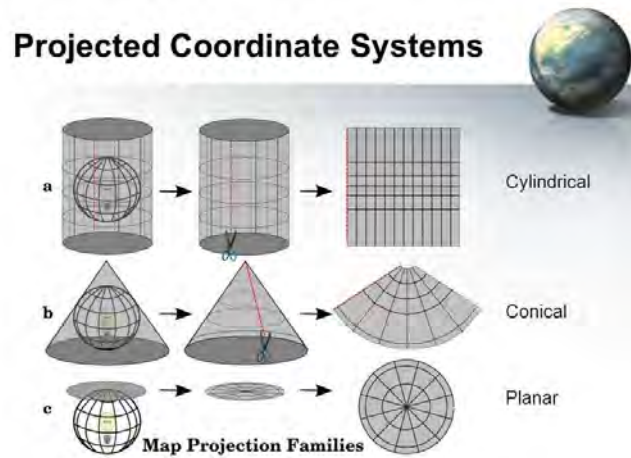 Projected Coordinate Systems
a
Cylindrical
b
Conical
c
Planar
Map Projection Families